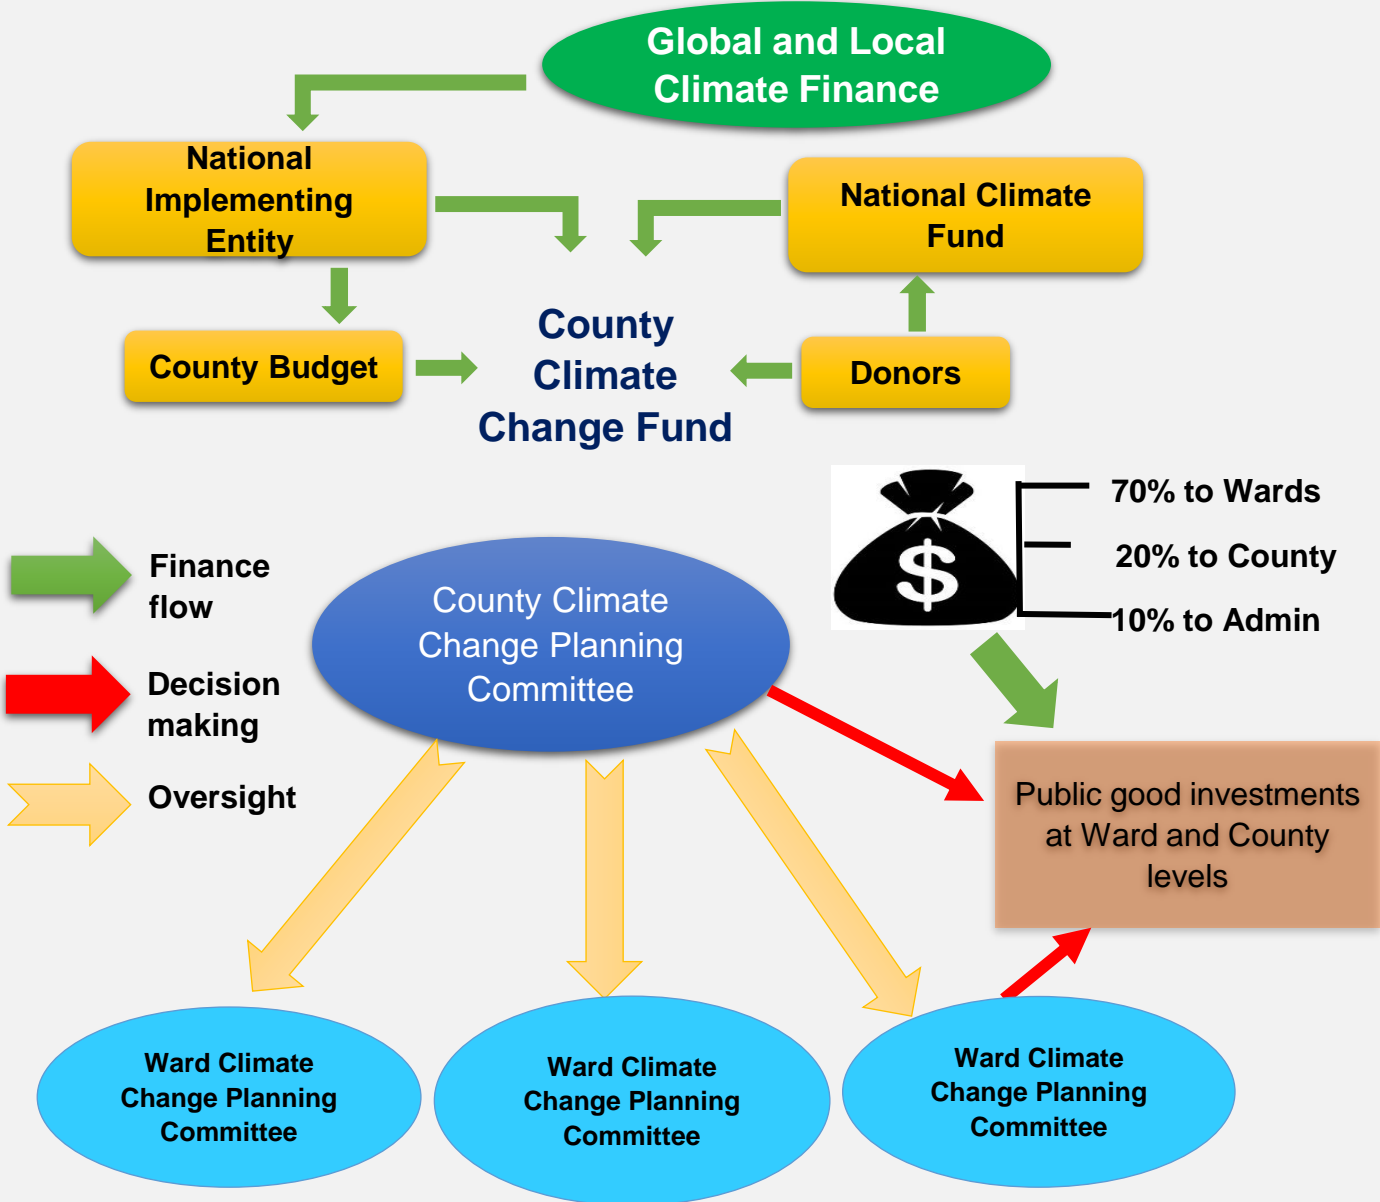 Global and Local
Climate Finance
National
Implementing
Entity
National Climate
Fund
County Budget
County
Climate
Change Fund
Donors
$
70% to Wards
20% to County
10% to Admin
Finance
flow
Decision
making
Oversight
County Climate
Change Planning
Committee
Public good investments
at Ward and County
levels
Ward Climate
Change Planning
Committee
Ward Climate
Change Planning
Committee
Ward Climate
Change Planning
Committee